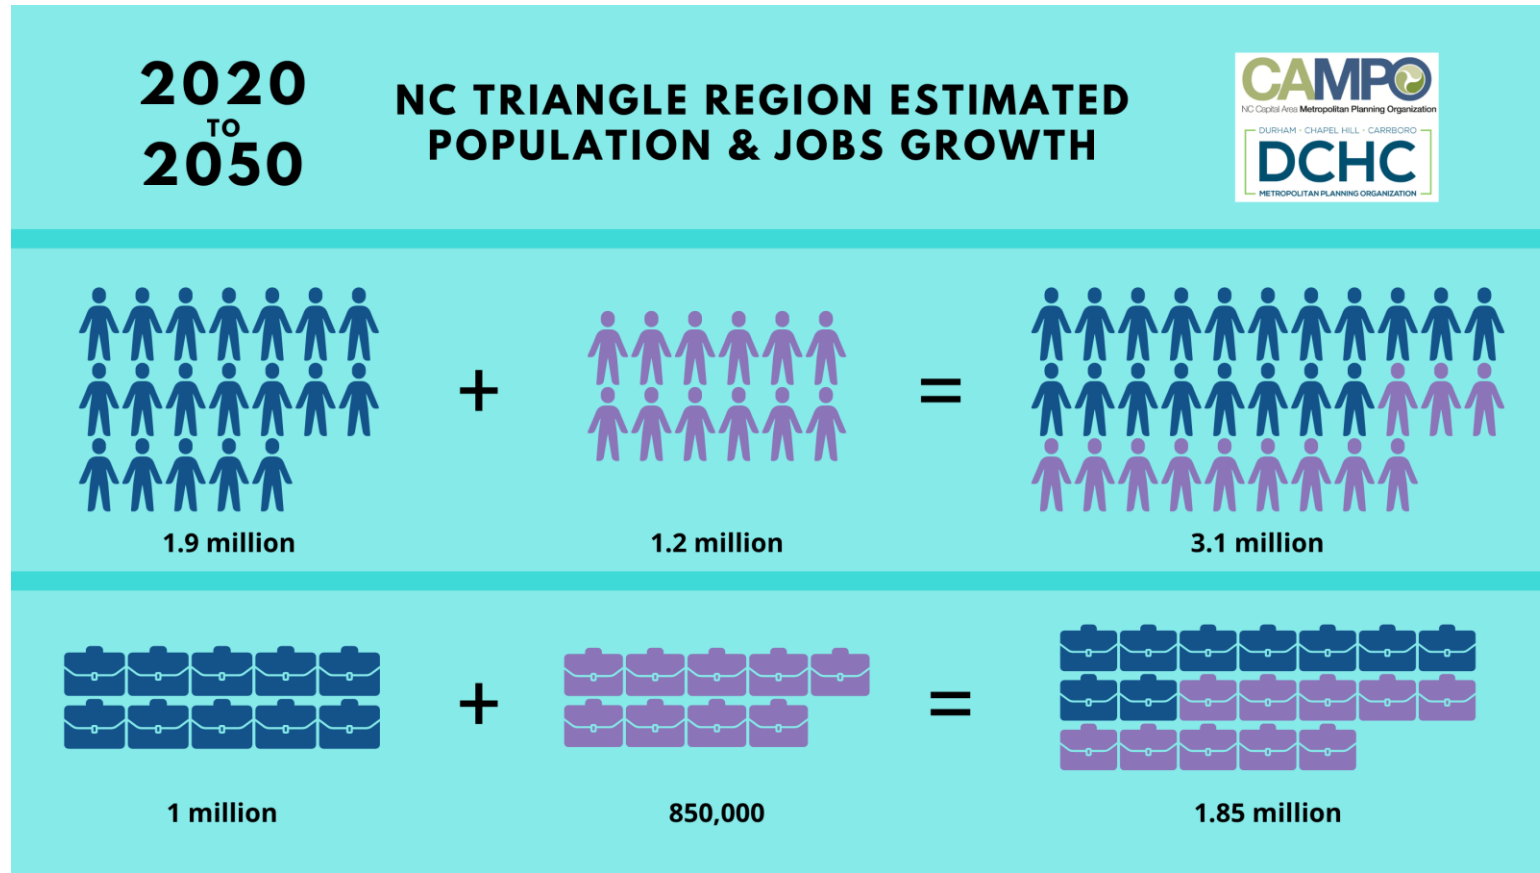 2020
TO
2050
NC TRIANGLE REGION ESTIMATED
POPULATION & JOBS GROWTH
CAMPO
NC Capital Area Metropolitan Planning Organization
DURHAM - CHAPEL HILL - CARRBORO
DCHC
METROPOLITAN PLANNING ORGANIZATION
+
=
1.9 million
1.2 million
3.1 million
+
=
1 million
850,000
1.85 million